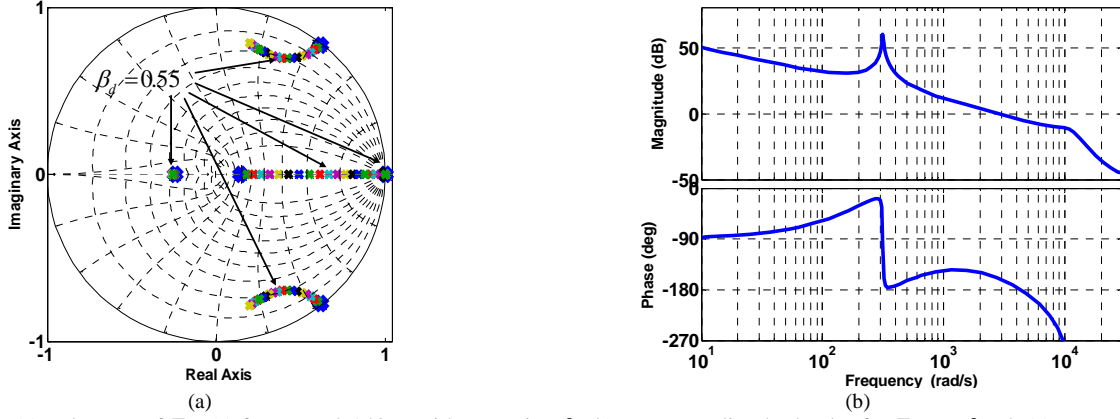 1
0
-1
-1
0
1
Imaginary Axis
Real Axis
β_d =0.55
(a)
50
0
-50
Magnitude (dB)
0
-90
-180
-270
Phase (deg)
10^1
10^2
10^3
10^4
Frequency (rad/s)
(b)